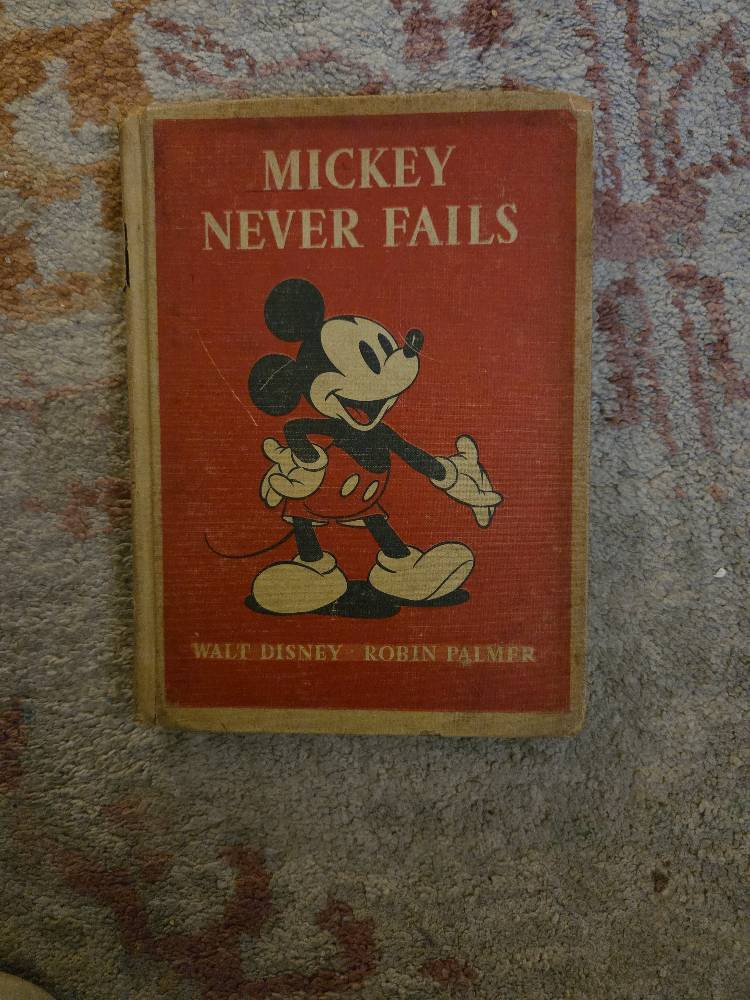 MICKEY
NEVER FAILS
WALT DISNEY · ROBIN PALMER